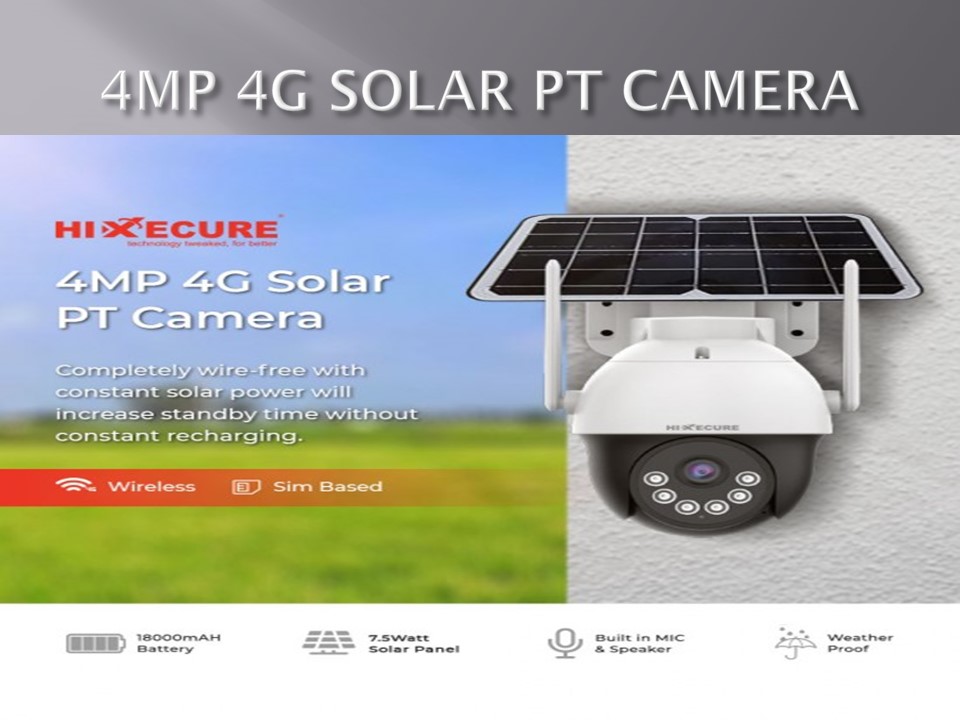 4MP 4G SOLAR PT CAMERA
HIXECURE
technology tweaked, for better
4MP 4G Solar
PT Camera
Completely wire-free with
constant solar power will
increase standby time without
constant recharging.
Wireless
Sim Based
HIXECURE
18000mAH
Battery
7.5Watt
Solar Panel
Built in MIC
& Speaker
Weather
Proof